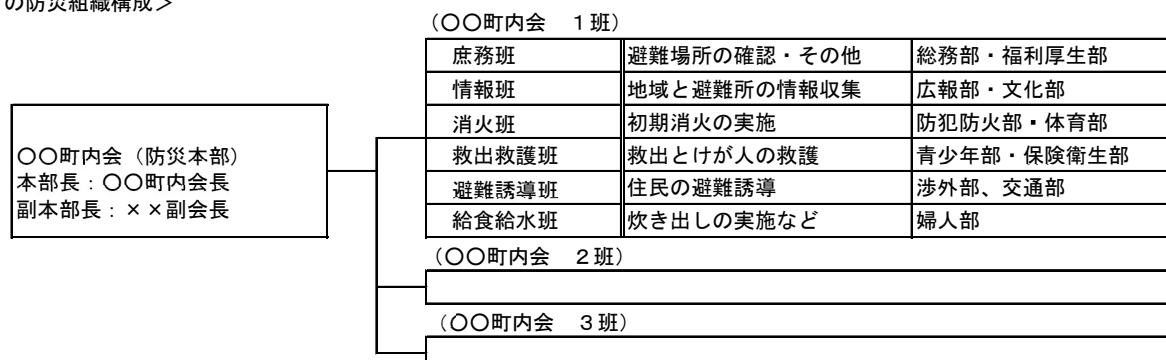 の防災組織構成＞
（〇〇町内会　１班）
庶務班　避難場所の確認・その他　総務部・福利厚生部
情報班　地域と避難所の情報収集　広報部・文化部
消火班　初期消火の実施　防犯防火部・体育部
救出救護班　救出とけが人の救護　青少年部・保険衛生部
避難誘導班　住民の避難誘導　渉外部、交通部
給食給水班　炊き出しの実施など　婦人部
〇〇町内会（防災本部）
本部長：〇〇町内会長
副本部長：××副会長
（〇〇町内会　２班）
（〇〇町内会　３班）